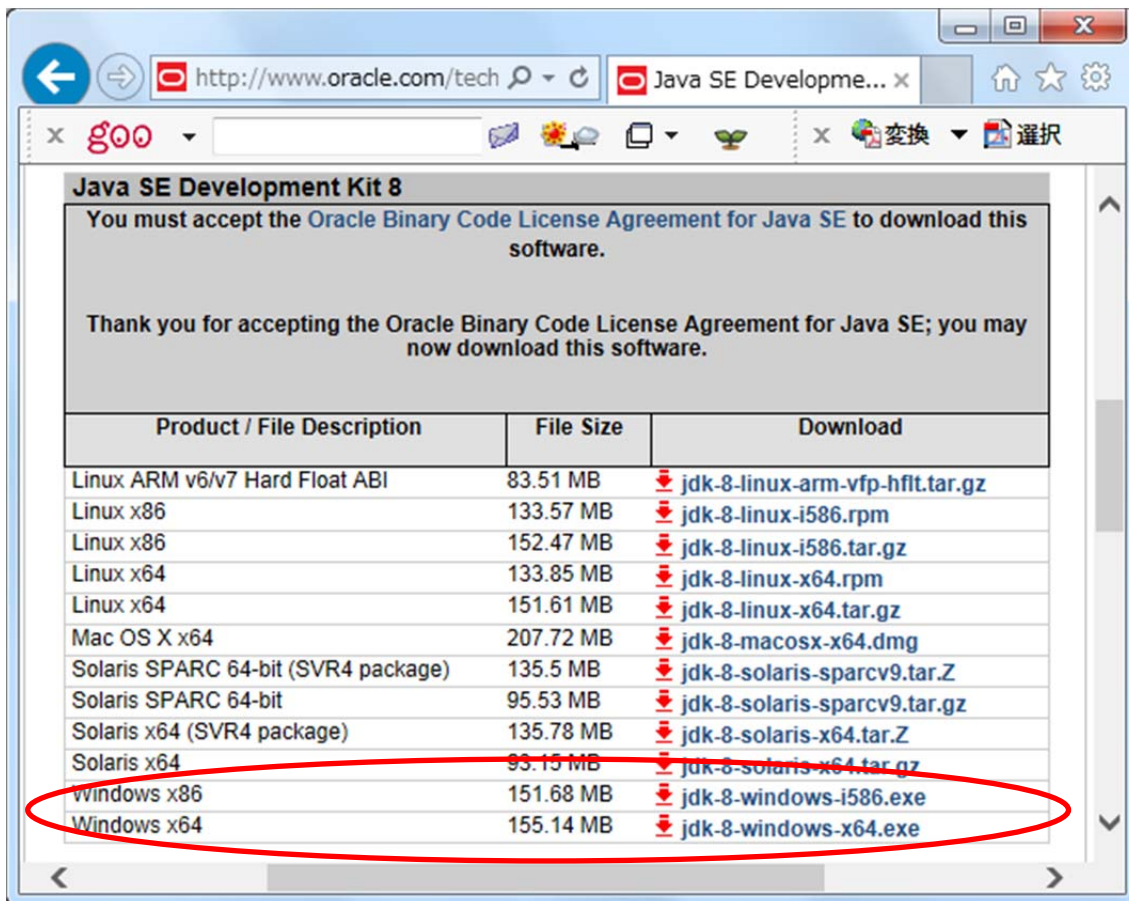 http://www.oracle.com/tech
Java SE Developme...
goo
変換
選択
Java SE Development Kit 8
You must accept the Oracle Binary Code License Agreement for Java SE to download this
software.
Thank you for accepting the Oracle Binary Code License Agreement for Java SE; you may
now download this software.
Product / File Description File Size Download
Linux ARM v6/v7 Hard Float ABI 83.51 MB jdk-8-linux-arm-vfp-hflt.tar.gz
Linux x86 133.57 MB jdk-8-linux-i586.rpm
Linux x86 152.47 MB jdk-8-linux-i586.tar.gz
Linux x64 133.85 MB jdk-8-linux-x64.rpm
Linux x64 151.61 MB jdk-8-linux-x64.tar.gz
Mac OS X x64 207.72 MB jdk-8-macosx-x64.dmg
Solaris SPARC 64-bit (SVR4 package) 135.5 MB jdk-8-solaris-sparcv9.tar.Z
Solaris SPARC 64-bit 95.53 MB jdk-8-solaris-sparcv9.tar.gz
Solaris x64 (SVR4 package) 135.78 MB jdk-8-solaris-x64.tar.Z
Solaris x64 93.15 MB jdk-8-solaris-x64.tar.gz
Windows x86 151.68 MB jdk-8-windows-i586.exe
Windows x64 155.14 MB jdk-8-windows-x64.exe